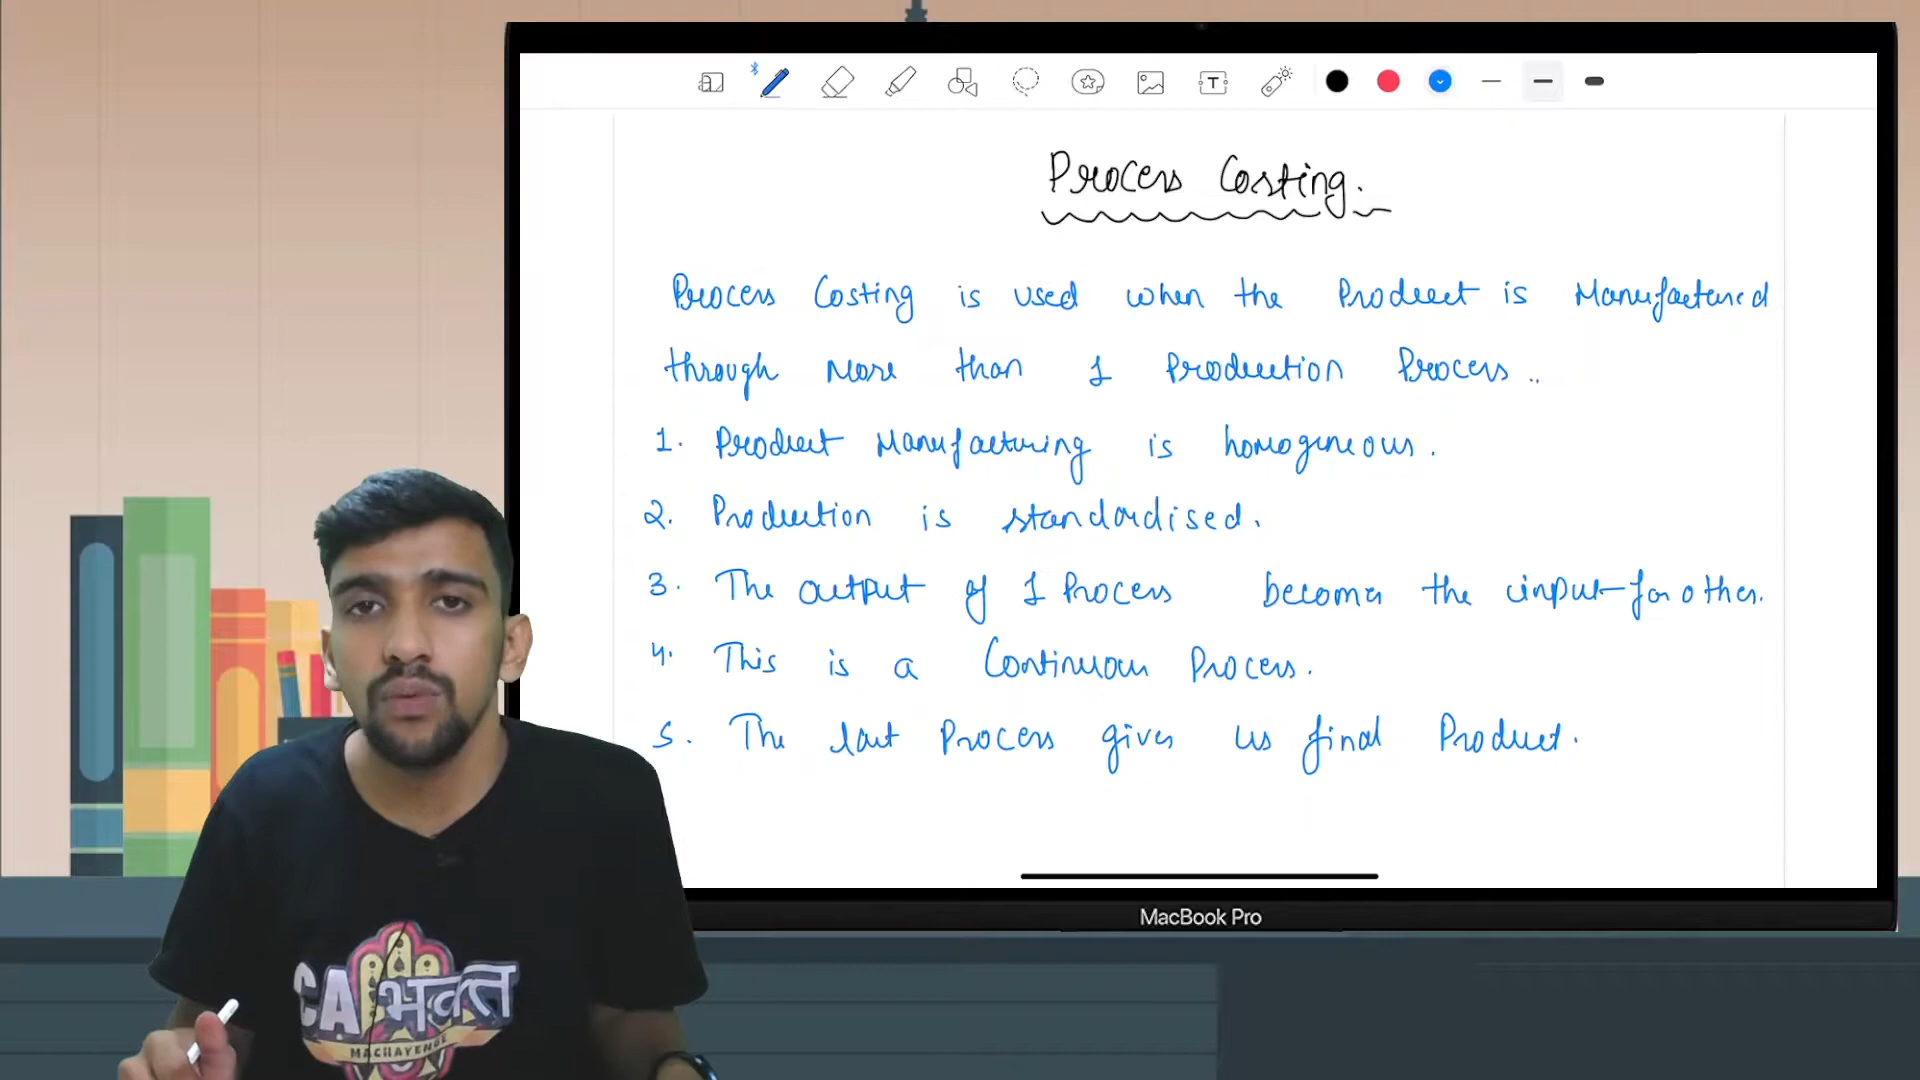 Process Costing.
Process Costing is used when the Product is Manufactured
through More than 1 Production Process..
1. Product Manufacturing is homogeneous.
2. Production is standardised.
3. The output of 1 Process becomes the input for other.
4. This is a Continuous Process.
5. The last Process gives us final Product.
MacBook Pro
CA भक्त
MACHAYENGE